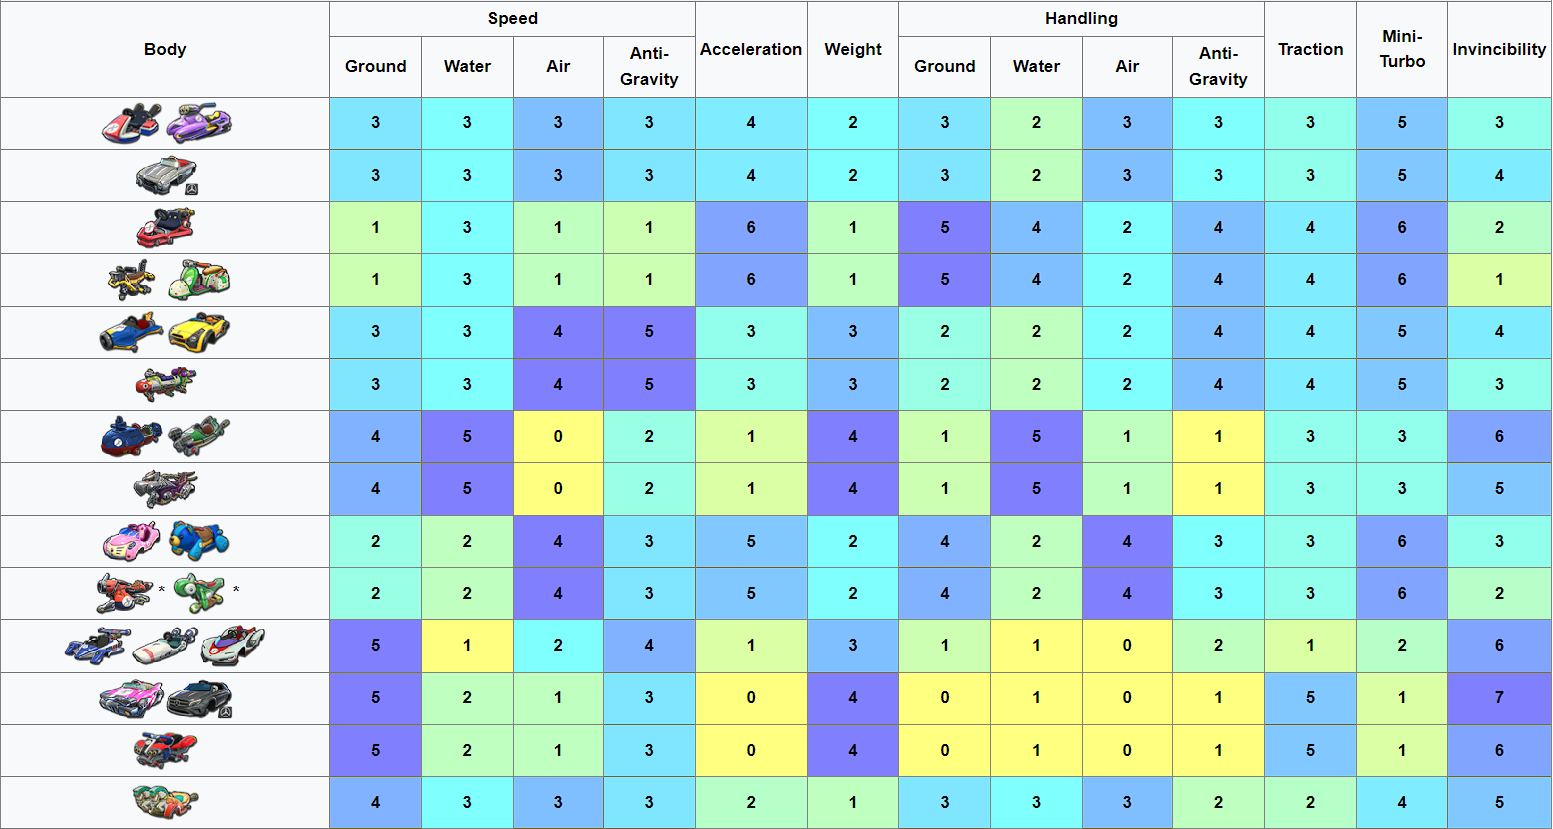 Body Speed Acceleration Weight Handling Traction Mini-Turbo Invincibility
Ground Water Air Anti-Gravity Ground Water Air Anti-Gravity
3 3 3 3 4 2 3 2 3 3 3 5 3
3 3 3 3 4 2 3 2 3 3 3 5 4
1 3 1 1 6 1 5 4 2 4 4 6 2
1 3 1 1 6 1 5 4 2 4 4 6 1
3 3 4 5 3 3 2 2 2 4 4 5 4
3 3 4 5 3 3 2 2 2 4 4 5 3
4 5 0 2 1 4 1 5 1 1 3 3 6
4 5 0 2 1 4 1 5 1 1 3 3 5
2 2 4 3 5 2 4 2 4 3 3 6 3
* * 2 2 4 3 5 2 4 2 4 3 3 6 2
5 1 2 4 1 3 1 1 0 2 1 2 6
5 2 1 3 0 4 0 1 0 1 5 1 7
5 2 1 3 0 4 0 1 0 1 5 1 6
4 3 3 3 2 1 3 3 3 2 2 4 5